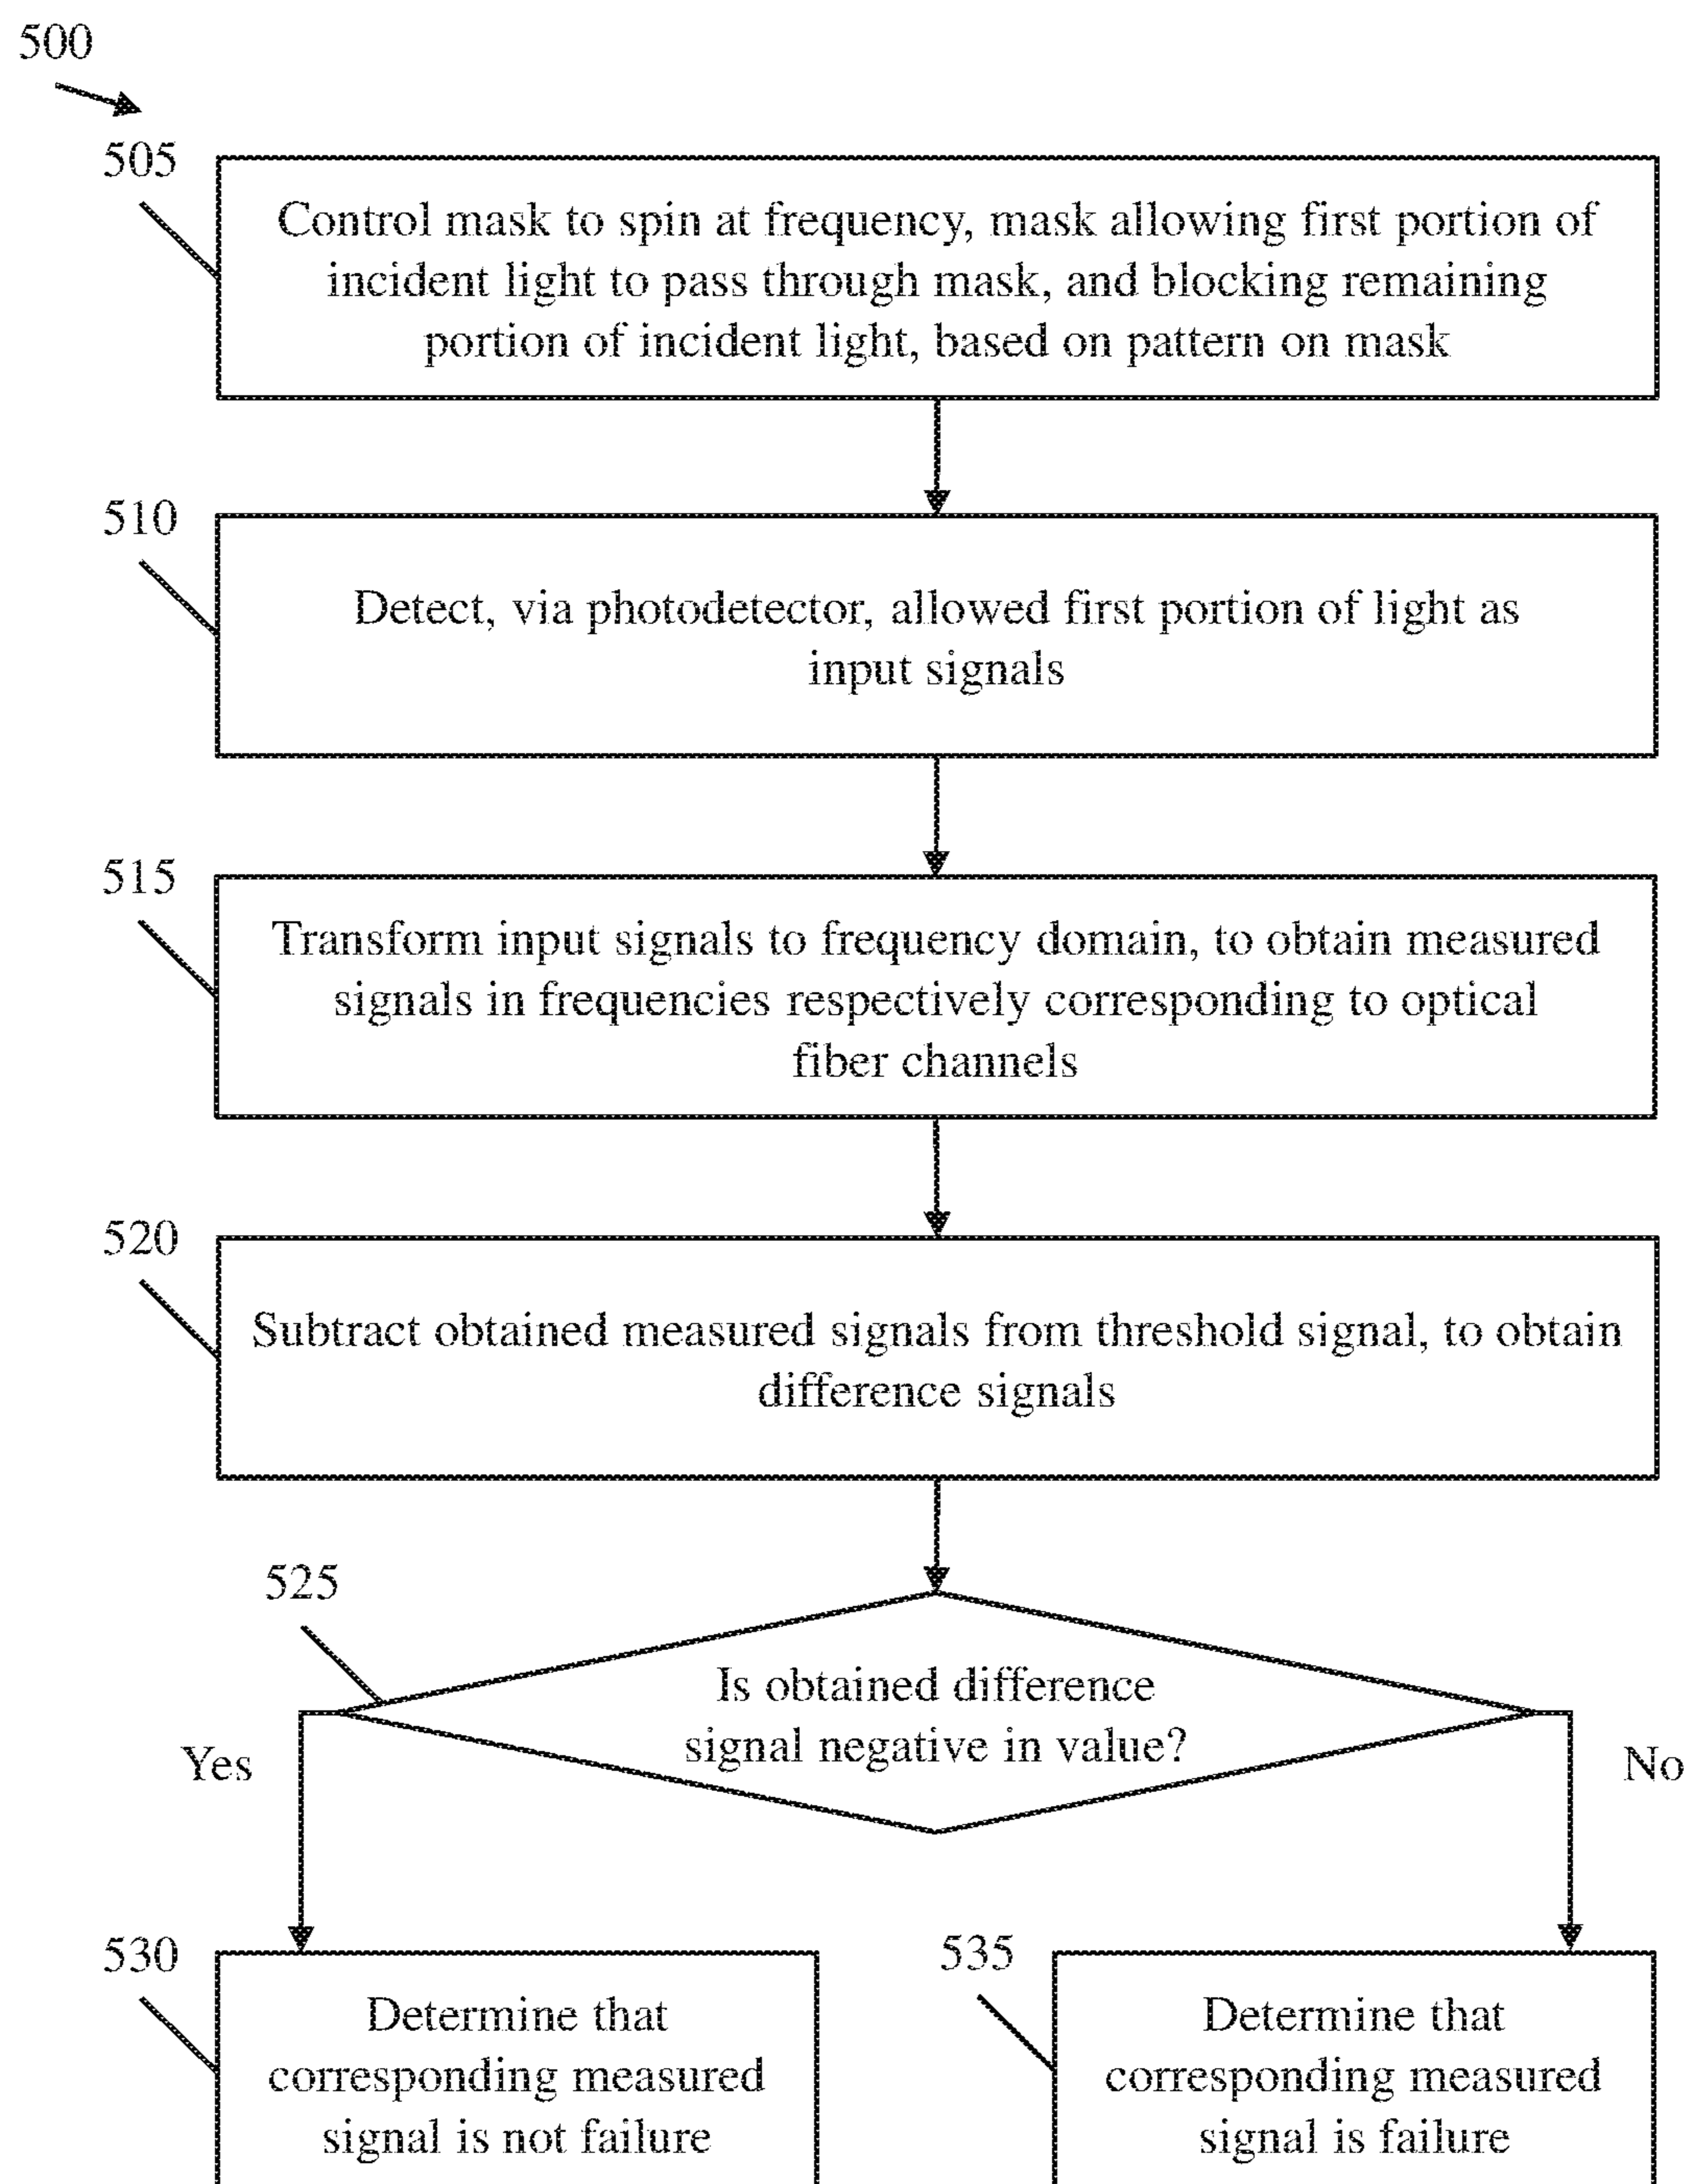 500
505
Control mask to spin at frequency, mask allowing first portion of
incident light to pass through mask, and blocking remaining
portion of incident light, based on pattern on mask
510
Detect, via photodetector, allowed first portion of light as
input signals
515
Transform input signals to frequency domain, to obtain measured
signals in frequencies respectively corresponding to optical
fiber channels
520
Subtract obtained measured signals from threshold signal, to obtain
difference signals
525
Is obtained difference
signal negative in value?
Yes
No
530
Determine that
corresponding measured
signal is not failure
535
Determine that
corresponding measured
signal is failure